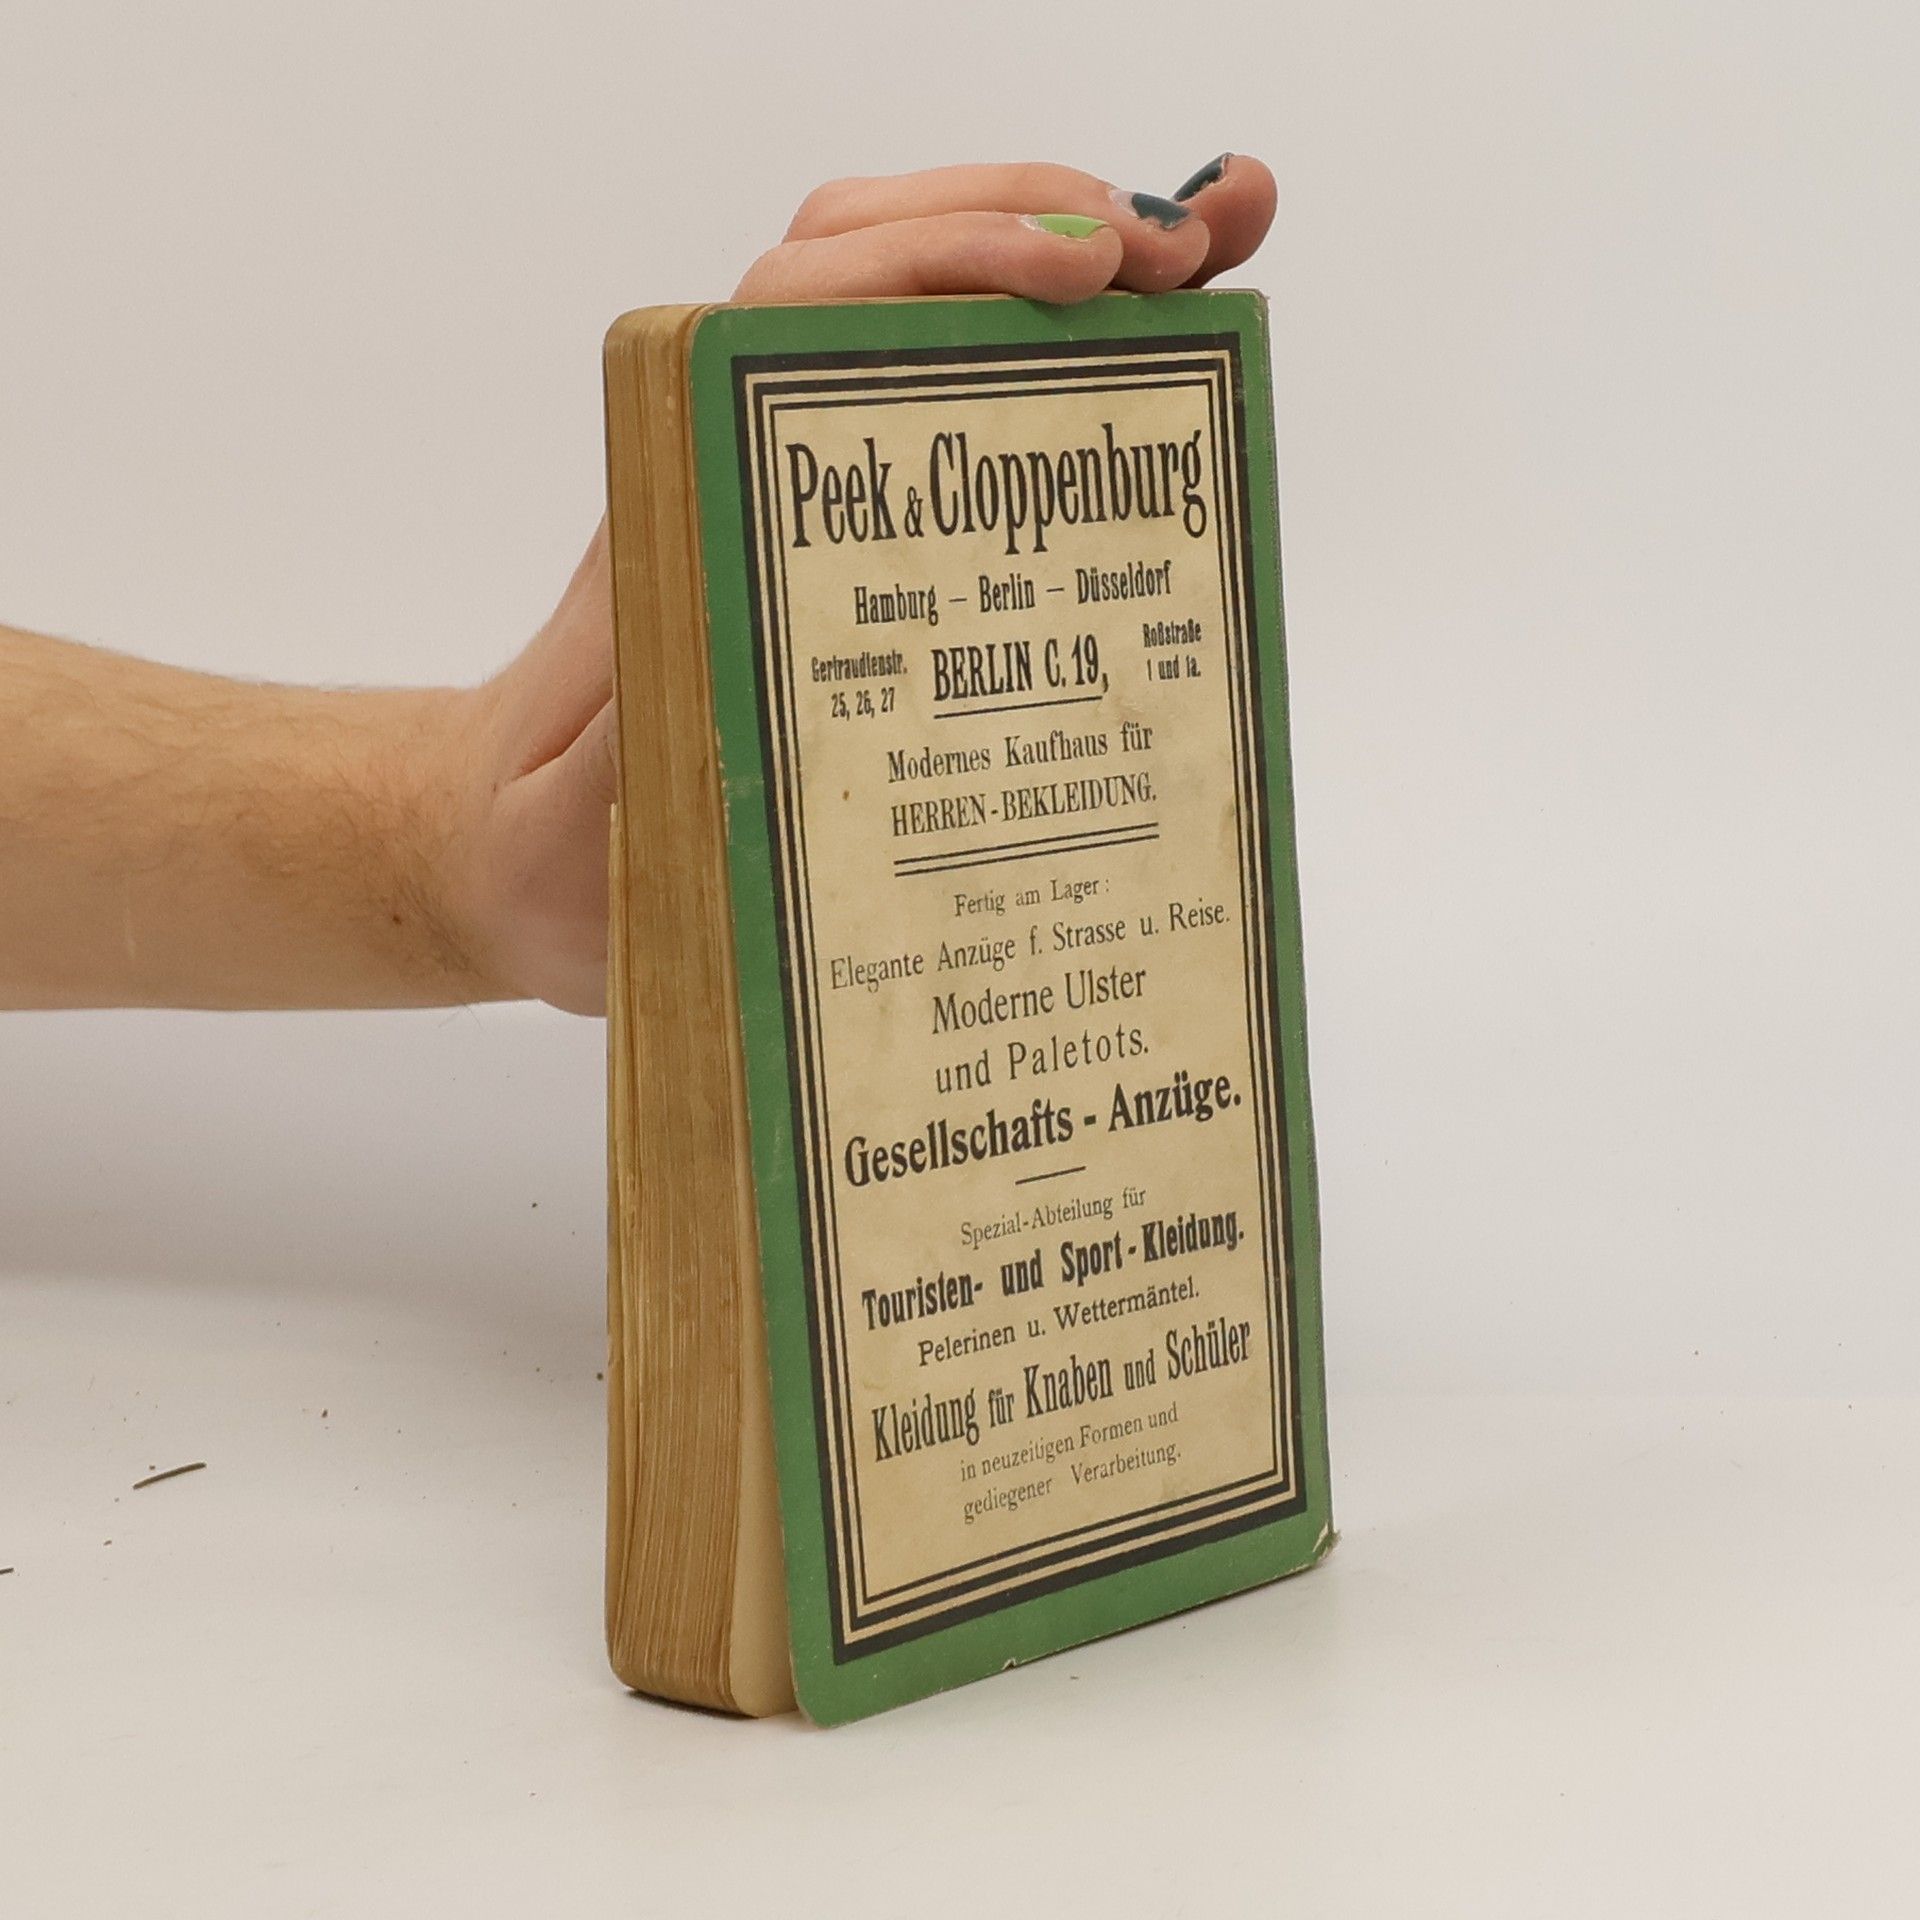 Peek & Cloppenburg
Hamburg — Berlin — Düsseldorf
Gertraudtenstr.
25, 26, 27
BERLIN C. 19,
Roßstraße
1 und 1a.
Modernes Kaufhaus für
HERREN-BEKLEIDUNG.
Fertig am Lager:
Elegante Anzüge f. Strasse u. Reise.
Moderne Ulster
und Paletots.
Gesellschafts-Anzüge.
Spezial-Abteilung für
Touristen- und Sport-Kleidung.
Pelerinen u. Wettermäntel.
Kleidung für Knaben und Schüler
in neuzeitigen Formen und
gediegener Verarbeitung.